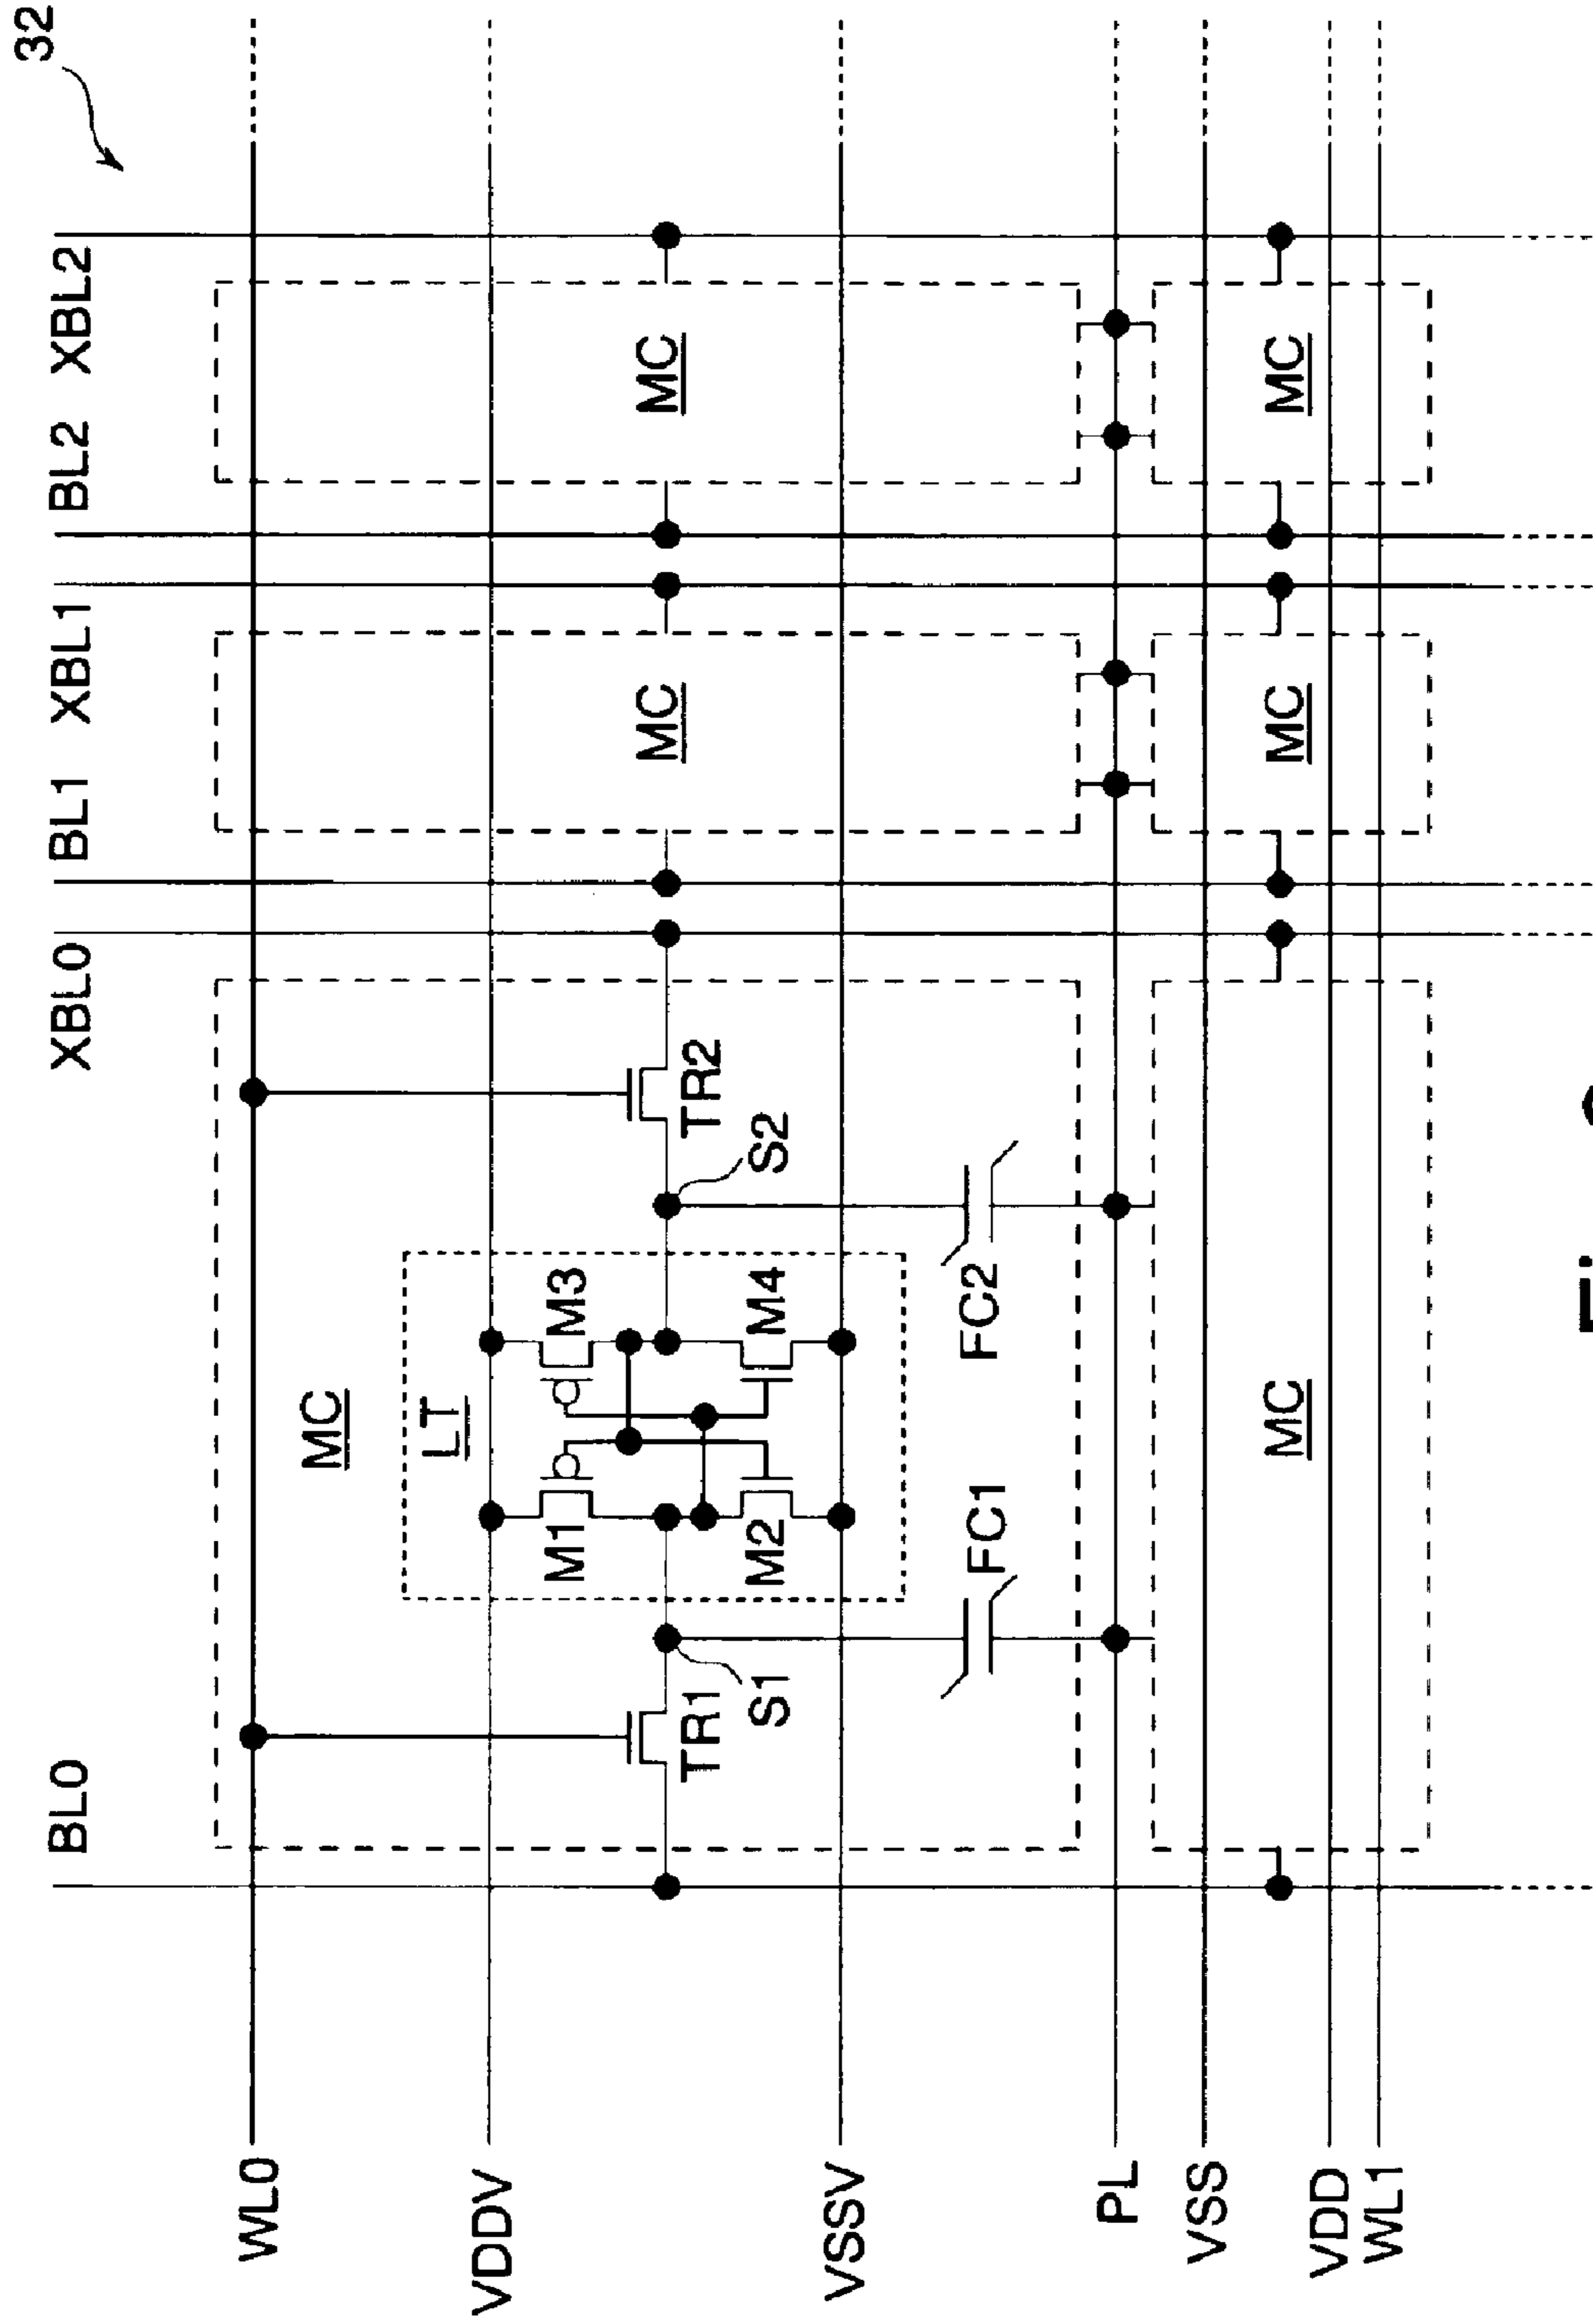 32
BL0 XBL0 BL1 XBL1 BL2 XBL2
WL0
MC
LT
VDDV
M1 M3
MC MC
TR1 TR2
S1 M2 M4 S2
VSSV
FC1 FC2
PL
VSS
MC MC MC
VDD
WL1